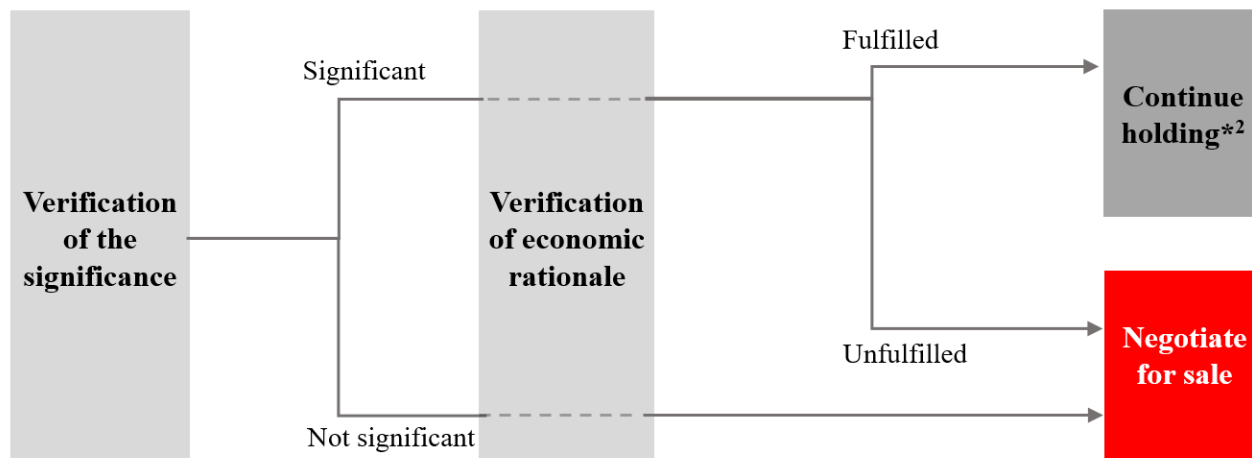 Verification
of the
significance
Significant
Not significant
Verification
of economic
rationale
Fulfilled
Unfulfilled
Continue
holding*2
Negotiate
for sale